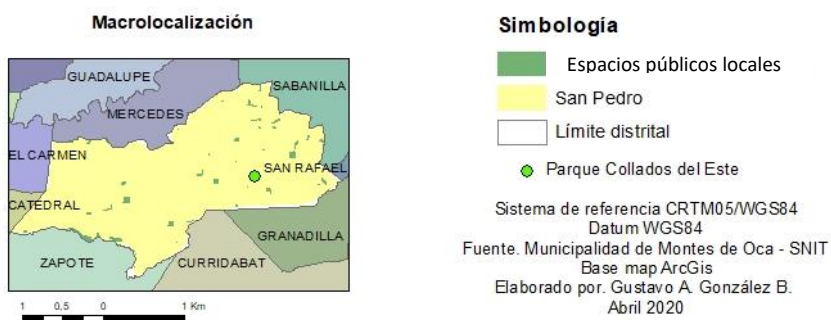 Macrolocalización
GUADALUPE
SABANILLA
MERCEDES
EL CARMEN
SAN RAFAEL
CATEDRAL
GRANADILLA
ZAPOTE
CURRIDABAT
1 0,5 0 1 Km
Simbología
Espacios públicos locales
San Pedro
Límite distrital
Parque Collados del Este
Sistema de referencia CRTM05/WGS84
Datum WGS84
Fuente. Municipalidad de Montes de Oca - SNIT
Base map ArcGis
Elaborado por. Gustavo A. González B.
Abril 2020